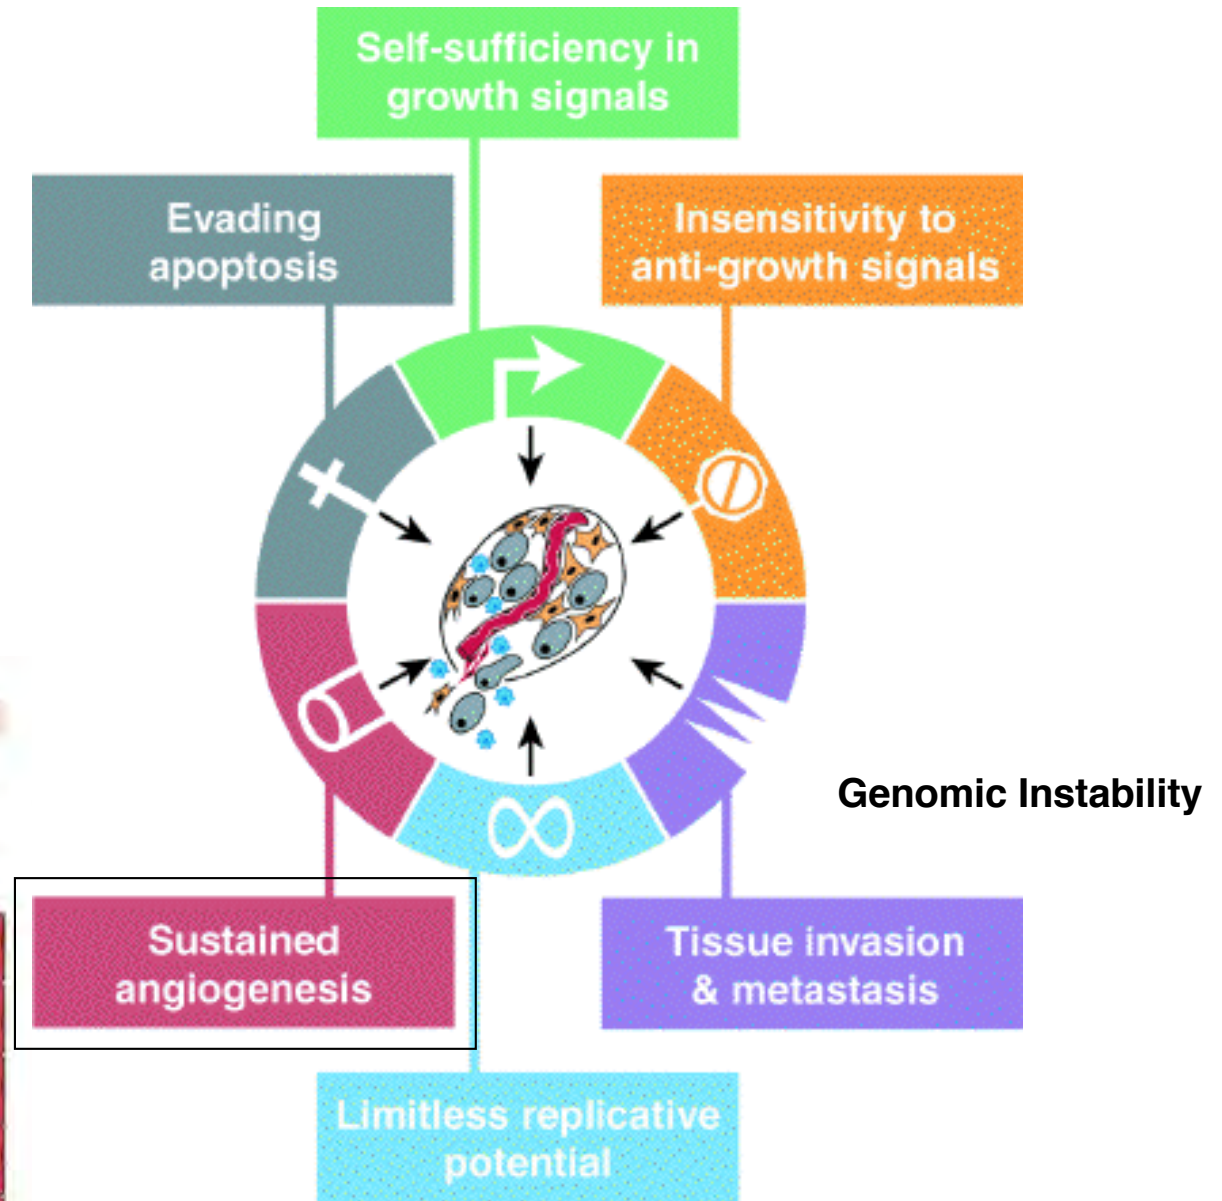 Self-sufficiency in
growth signals
Evading
apoptosis
Insensitivity to
anti-growth signals
Genomic Instability
Sustained
angiogenesis
Tissue invasion
& metastasis
Limitless replicative
potential